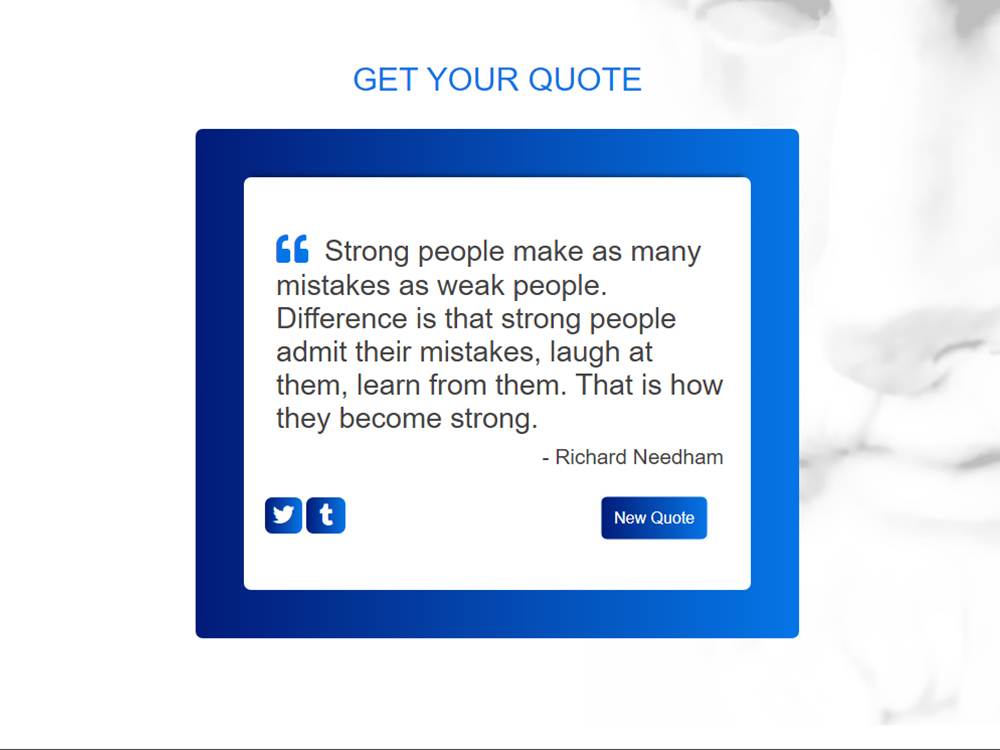 GET YOUR QUOTE
Strong people make as many
mistakes as weak people.
Difference is that strong people
admit their mistakes, laugh at
them, learn from them. That is how
they become strong.
- Richard Needham
New Quote